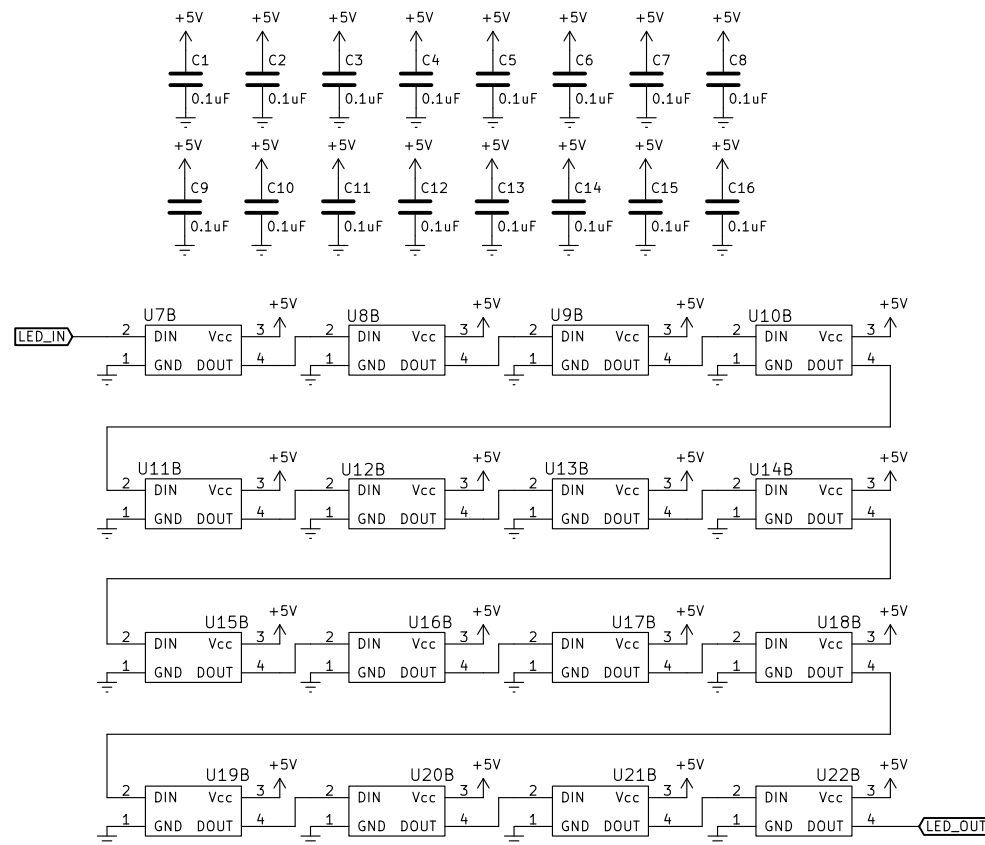 +5V +5V +5V +5V +5V +5V +5V +5V
C1 C2 C3 C4 C5 C6 C7 C8
0.1uF 0.1uF 0.1uF 0.1uF 0.1uF 0.1uF 0.1uF 0.1uF
+5V +5V +5V +5V +5V +5V +5V +5V
C9 C10 C11 C12 C13 C14 C15 C16
0.1uF 0.1uF 0.1uF 0.1uF 0.1uF 0.1uF 0.1uF 0.1uF
+5V +5V +5V +5V
U7B U8B U9B U10B
LED_IN 2 DIN Vcc 3 2 DIN Vcc 3 2 DIN Vcc 3 2 DIN Vcc 3
1 GND DOUT 4 1 GND DOUT 4 1 GND DOUT 4 1 GND DOUT 4
+5V +5V +5V +5V
U11B U12B U13B U14B
2 DIN Vcc 3 2 DIN Vcc 3 2 DIN Vcc 3 2 DIN Vcc 3
1 GND DOUT 4 1 GND DOUT 4 1 GND DOUT 4 1 GND DOUT 4
+5V +5V +5V +5V
U15B U16B U17B U18B
2 DIN Vcc 3 2 DIN Vcc 3 2 DIN Vcc 3 2 DIN Vcc 3
1 GND DOUT 4 1 GND DOUT 4 1 GND DOUT 4 1 GND DOUT 4
+5V +5V +5V +5V
U19B U20B U21B U22B
2 DIN Vcc 3 2 DIN Vcc 3 2 DIN Vcc 3 2 DIN Vcc 3
1 GND DOUT 4 1 GND DOUT 4 1 GND DOUT 4 1 GND DOUT 4 LED_OUT